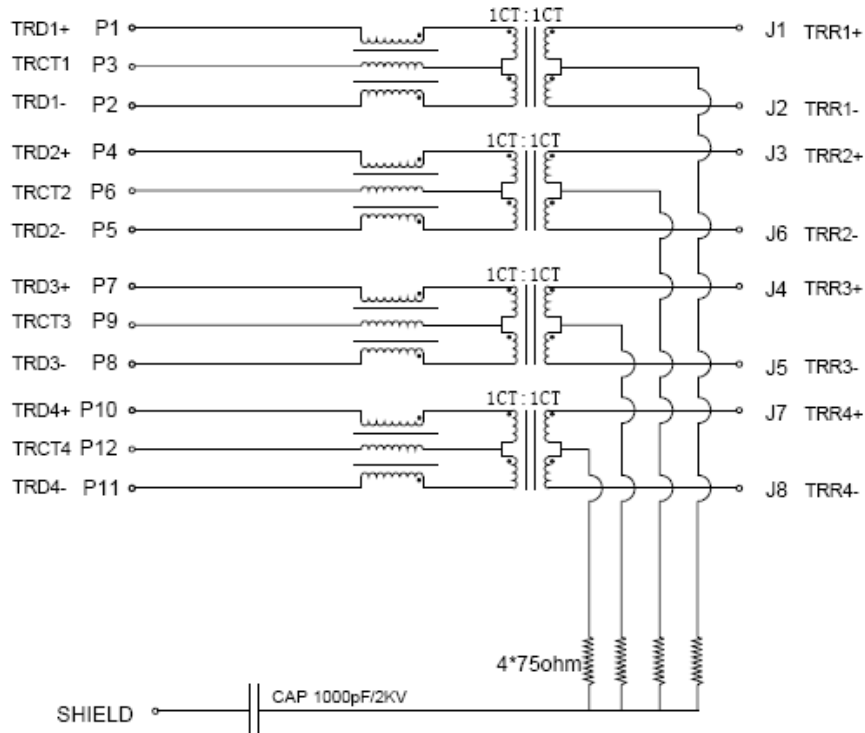 1CT:1CT
TRD1+ P1 J1 TRR1+
TRCT1 P3
TRD1- P2 J2 TRR1-
1CT:1CT
TRD2+ P4 J3 TRR2+
TRCT2 P6
TRD2- P5 J6 TRR2-
1CT:1CT
TRD3+ P7 J4 TRR3+
TRCT3 P9
TRD3- P8 J5 TRR3-
1CT:1CT
TRD4+ P10 J7 TRR4+
TRCT4 P12
TRD4- P11 J8 TRR4-
4*75ohm
CAP 1000pF/2KV
SHIELD